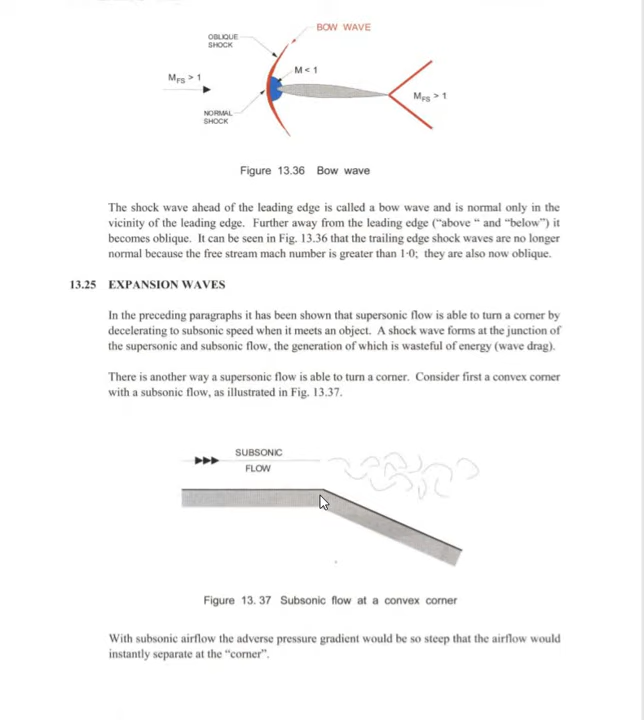 BOW WAVE
OBLIQUE
SHOCK
M < 1
MFS > 1
MFS > 1
NORMAL
SHOCK
Figure 13.36 Bow wave
The shock wave ahead of the leading edge is called a bow wave and is normal only in the
vicinity of the leading edge. Further away from the leading edge (“above “ and “below”) it
becomes oblique. It can be seen in Fig. 13.36 that the trailing edge shock waves are no longer
normal because the free stream mach number is greater than 1·0; they are also now oblique.
13.25 EXPANSION WAVES
In the preceding paragraphs it has been shown that supersonic flow is able to turn a corner by
decelerating to subsonic speed when it meets an object. A shock wave forms at the junction of
the supersonic and subsonic flow, the generation of which is wasteful of energy (wave drag).
There is another way a supersonic flow is able to turn a corner. Consider first a convex corner
with a subsonic flow, as illustrated in Fig. 13.37.
SUBSONIC
FLOW
Figure 13. 37 Subsonic flow at a convex corner
With subsonic airflow the adverse pressure gradient would be so steep that the airflow would
instantly separate at the “corner”.